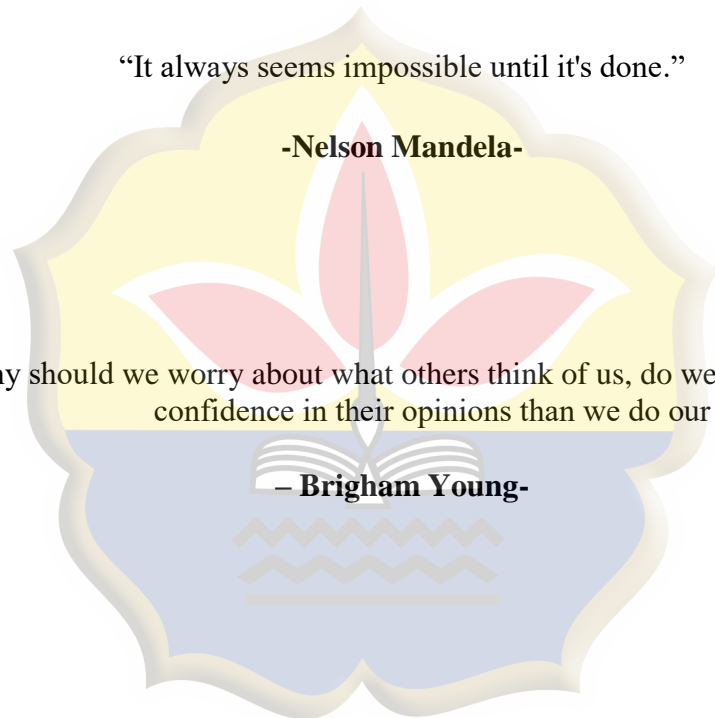 “It always seems impossible until it's done.”
-Nelson Mandela-
ny should we worry about what others think of us, do we
confidence in their opinions than we do our
– Brigham Young-